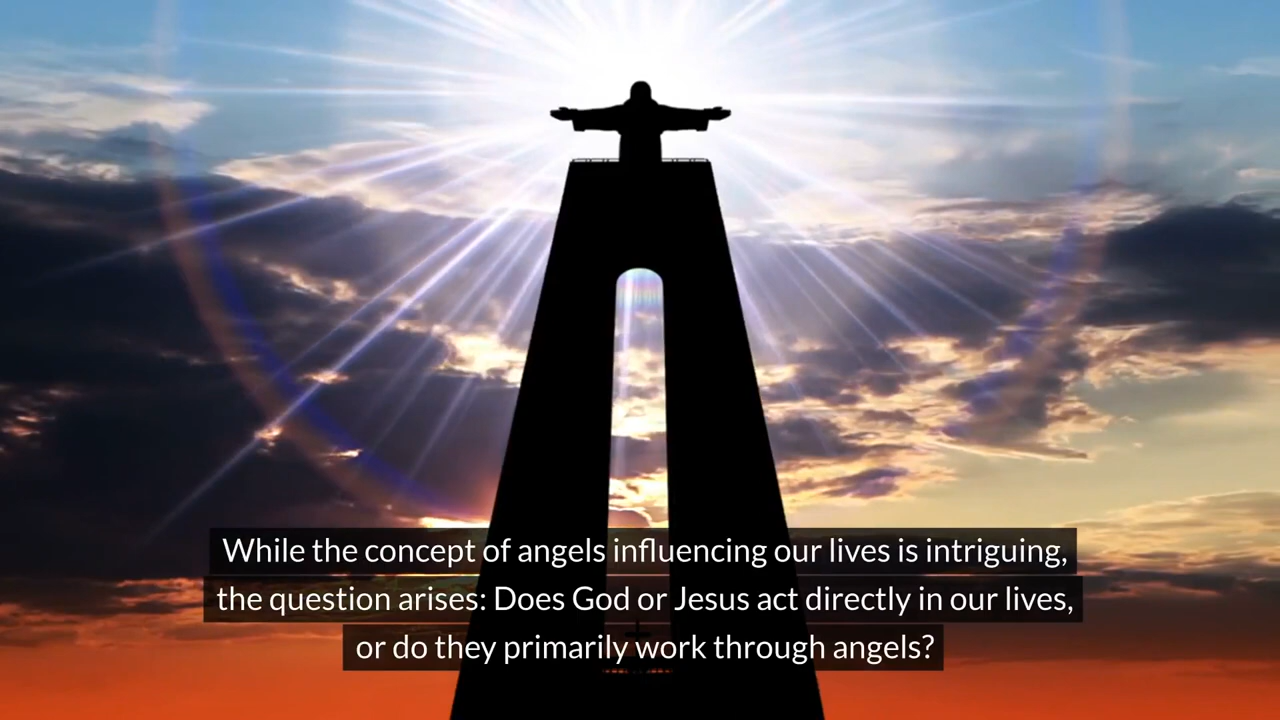 While the concept of angels influencing our lives is intriguing,
the question arises: Does God or Jesus act directly in our lives,
or do they primarily work through angels?